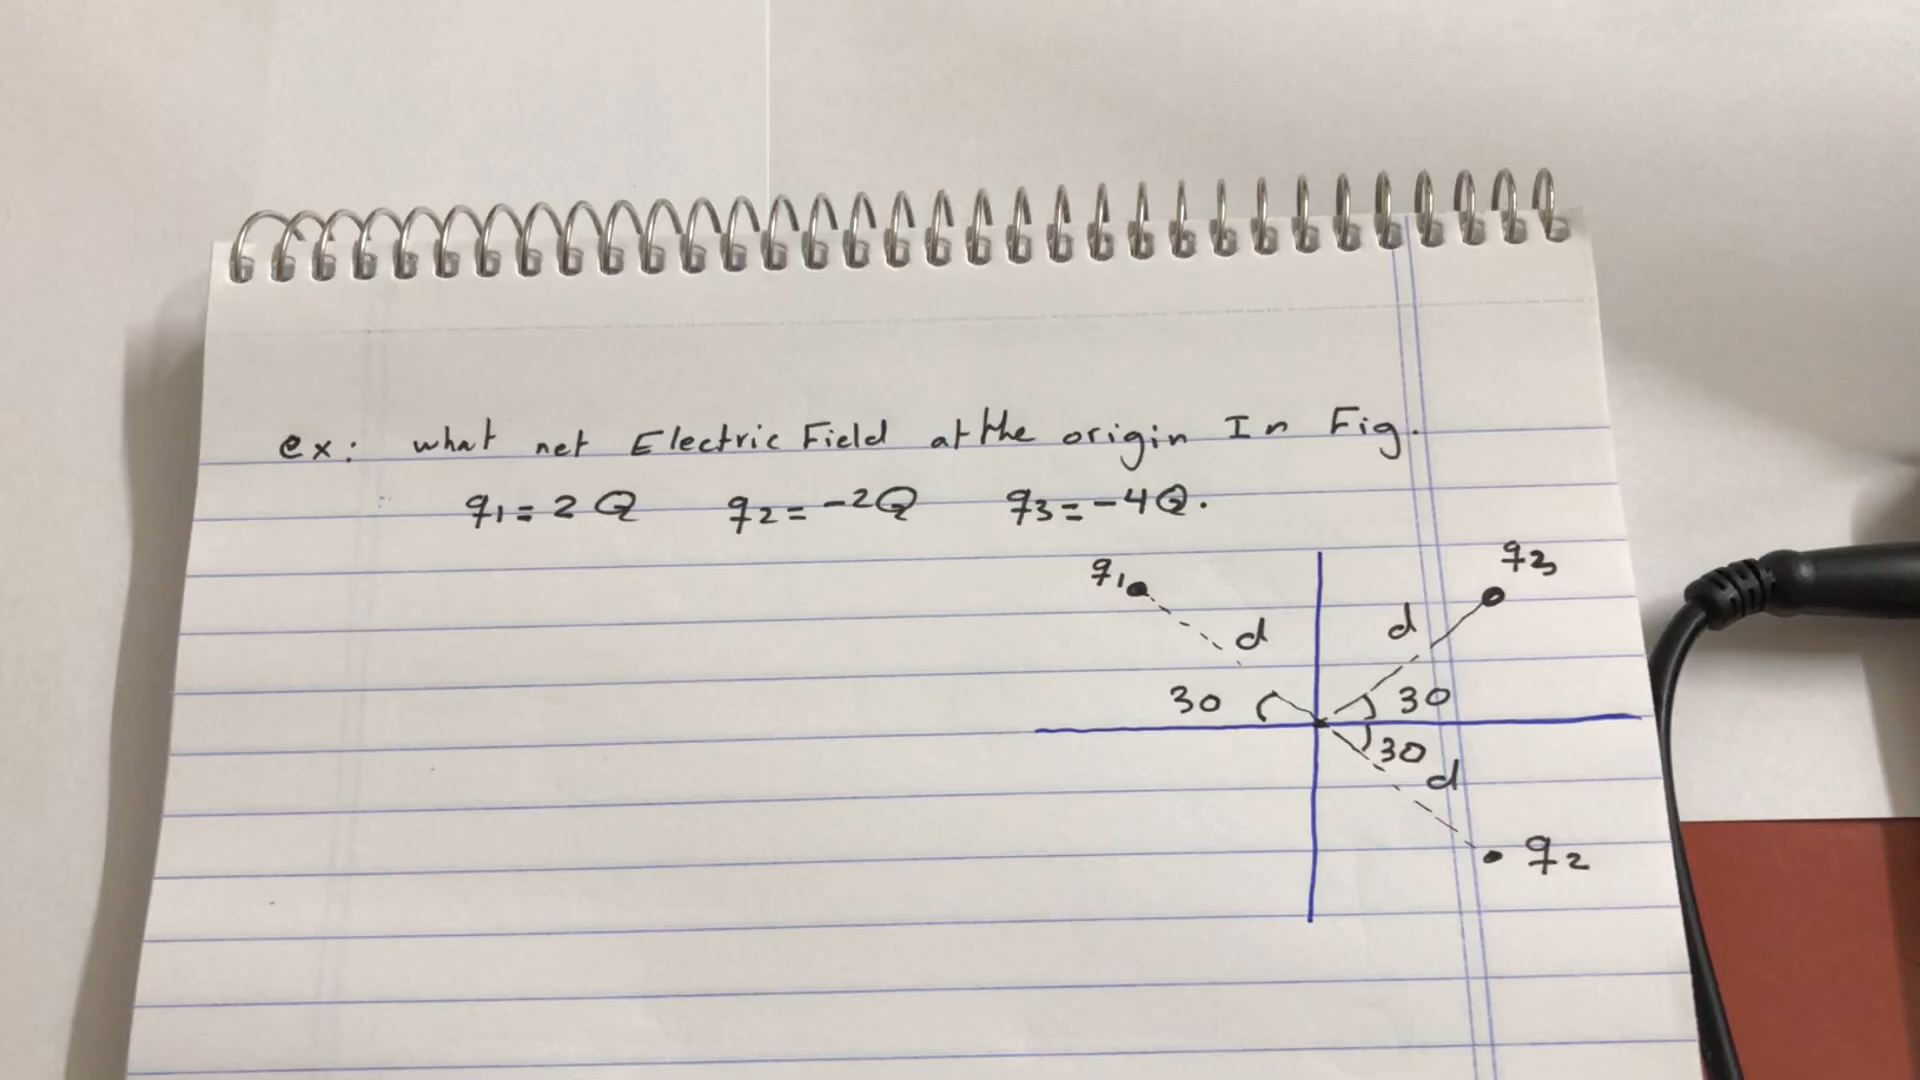 ex: what net Electric Field at the origin In Fig.
q1 = 2Q q2 = -2Q q3 = -4Q.
q1 q3
d d
30 30
30
d
q2